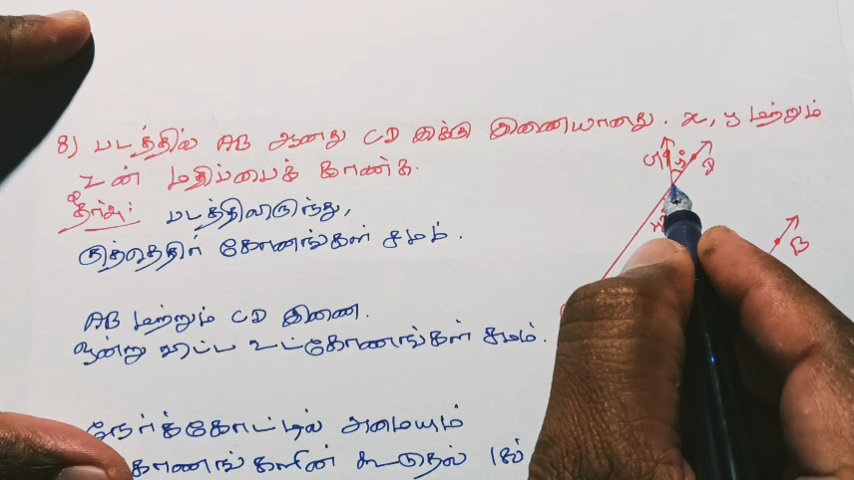 8) படத்தில் AB ஆனது CD க்கு இணையானது. x, y மற்றும்
z ன் மதிப்பைக் காண்க.
தீர்வு: படத்திலிருந்து,
குத்தெதிர் கோணங்கள் சமம்.
AB மற்றும் CD இணை.
ஒன்று விட்ட உட்கோணங்கள் சமம்.
நேர்க்கோட்டில் அமையும்
கோணங்களின் கூடுதல்
B